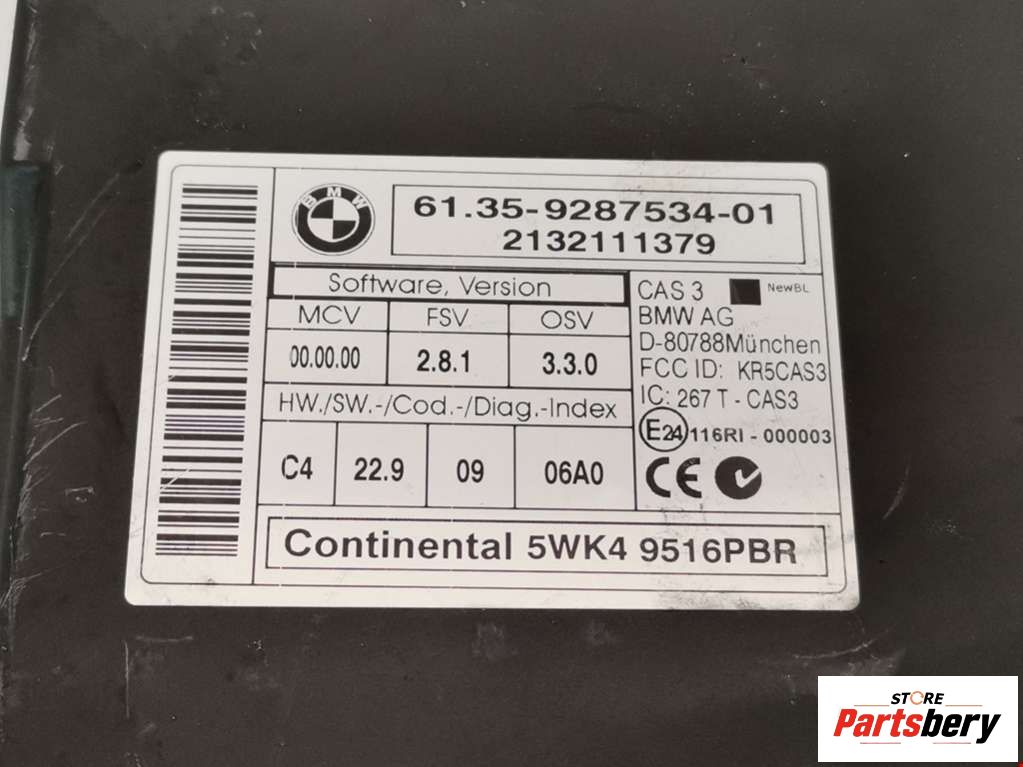 BMW
61.35-9287534-01
2132111379
Software, Version
MCV FSV OSV
00.00.00 2.8.1 3.3.0
HW./SW.-/Cod.-/Diag.-Index
C4 22.9 09 06A0
CAS 3 NewBL
BMW AG
D-80788München
FCC ID: KR5CAS3
IC: 267 T - CAS3
E24 116RI - 000003
CE
Continental 5WK4 9516PBR
STORE
Partsbery